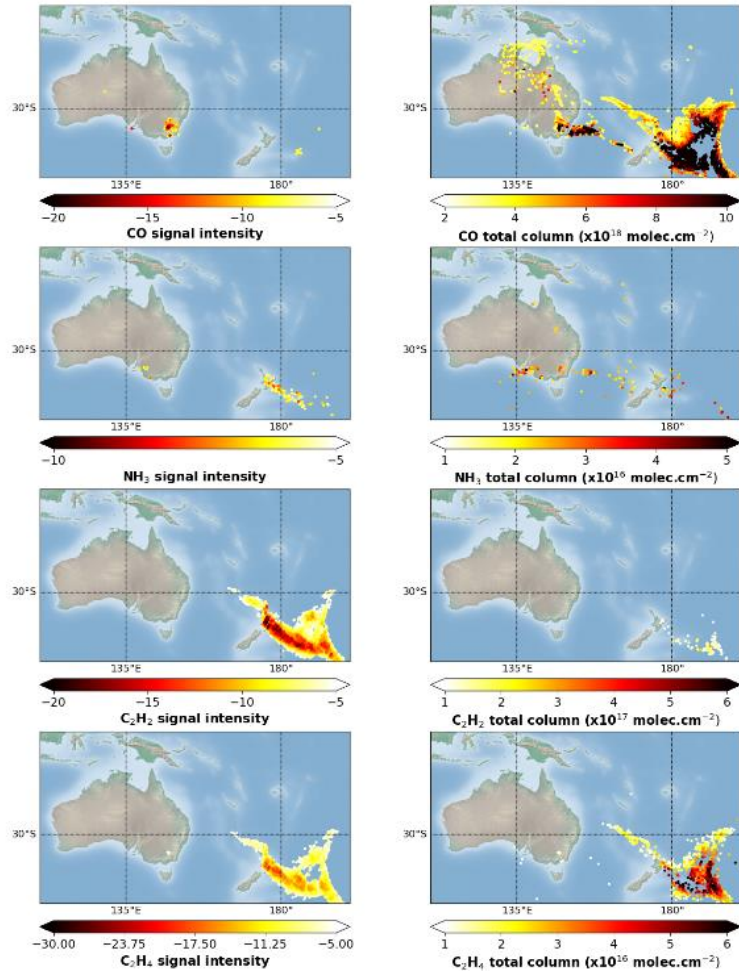 30°S 30°S
135°E 180° 135°E 180°
−20 −15 −10 −5 2 4 6 8 10
CO signal intensity CO total column (x10¹⁸ molec.cm⁻²)
30°S 30°S
135°E 180° 135°E 180°
−10 −5 1 2 3 4 5
NH₃ signal intensity NH₃ total column (x10¹⁶ molec.cm⁻²)
30°S 30°S
135°E 180° 135°E 180°
−20 −15 −10 −5 1 2 3 4 5 6
C₂H₂ signal intensity C₂H₂ total column (x10¹⁷ molec.cm⁻²)
30°S 30°S
135°E 180° 135°E 180°
−30.00 −23.75 −17.50 −11.25 −5.00 1 2 3 4 5 6
C₂H₄ signal intensity C₂H₄ total column (x10¹⁶ molec.cm⁻²)